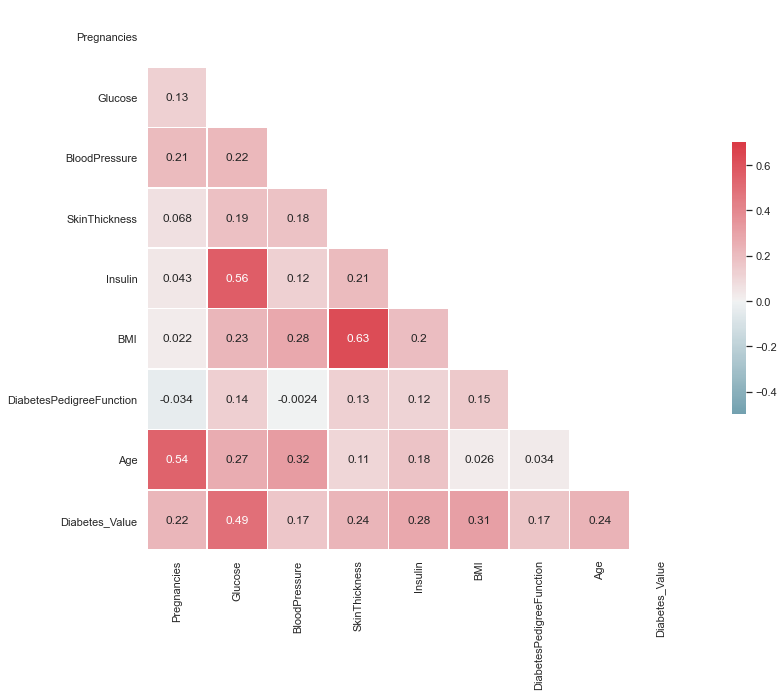 Pregnancies
Glucose 0.13
BloodPressure 0.21 0.22
SkinThickness 0.068 0.19 0.18
Insulin 0.043 0.56 0.12 0.21
BMI 0.022 0.23 0.28 0.63 0.2
DiabetesPedigreeFunction -0.034 0.14 -0.0024 0.13 0.12 0.15
Age 0.54 0.27 0.32 0.11 0.18 0.026 0.034
Diabetes_Value 0.22 0.49 0.17 0.24 0.28 0.31 0.17 0.24
Pregnancies
Glucose
BloodPressure
SkinThickness
Insulin
BMI
DiabetesPedigreeFunction
Age
Diabetes_Value
0.6
0.4
0.2
0.0
−0.2
−0.4